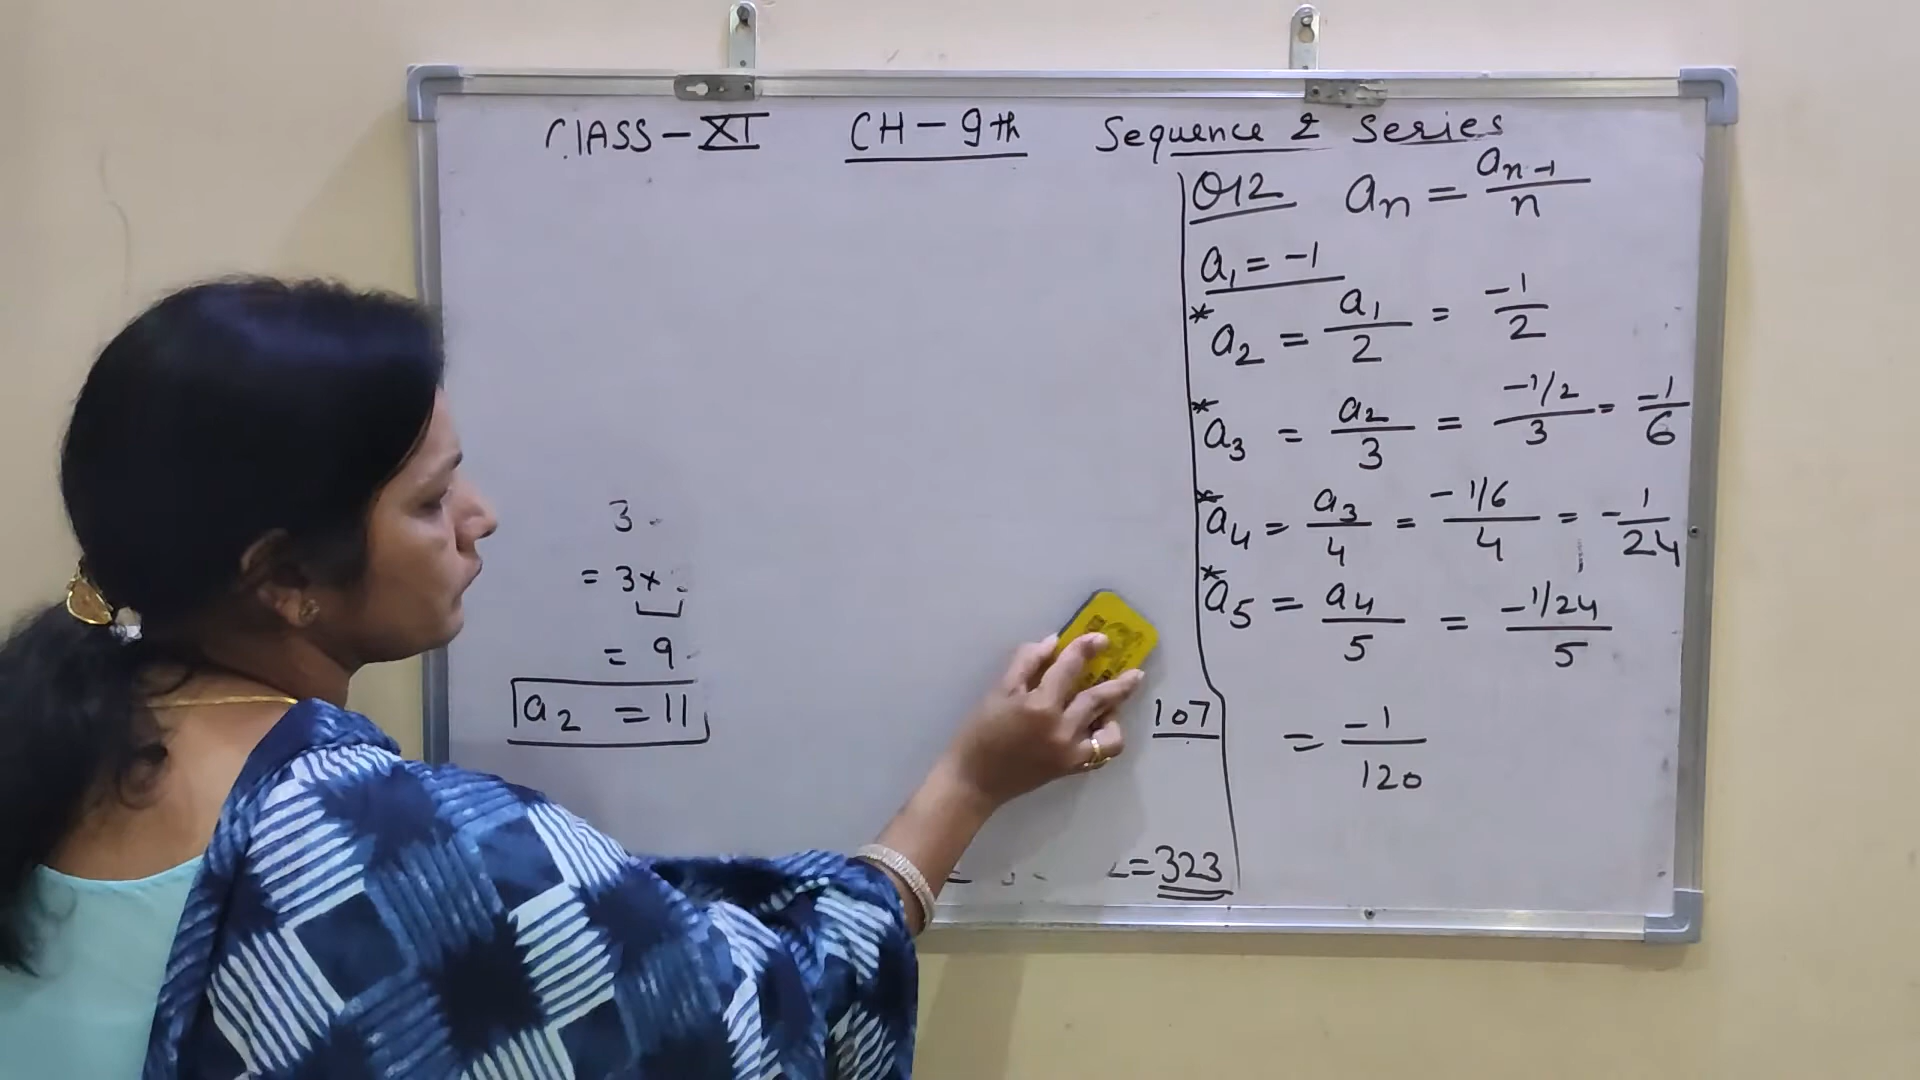 CLASS - XI CH - 9th Sequence & Series
3
= 3×
= 9
a₂ = 11
107
= 323
Q12 aₙ = aₙ₋₁/n
a₁ = -1
* a₂ = a₁/2 = -1/2
* a₃ = a₂/3 = -1/2/3 = -1/6
* a₄ = a₃/4 = -1/6/4 = -1/24
* a₅ = a₄/5 = -1/24/5
= -1/120